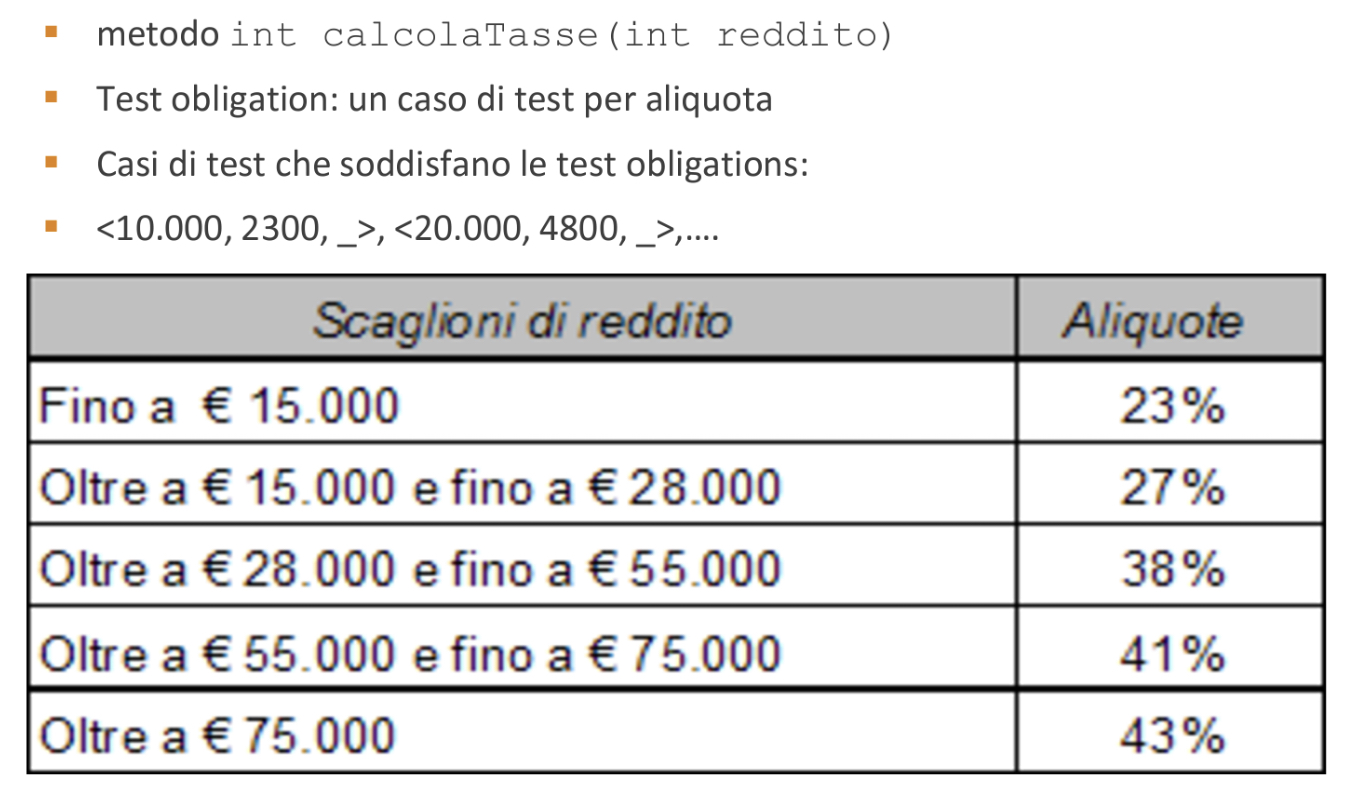 metodo int calcolaTasse(int reddito)
Test obligation: un caso di test per aliquota
Casi di test che soddisfano le test obligations:
<10.000, 2300, _>, <20.000, 4800, _>,....
Scaglioni di reddito Aliquote
Fino a € 15.000 23%
Oltre a € 15.000 e fino a € 28.000 27%
Oltre a € 28.000 e fino a € 55.000 38%
Oltre a € 55.000 e fino a € 75.000 41%
Oltre a € 75.000 43%